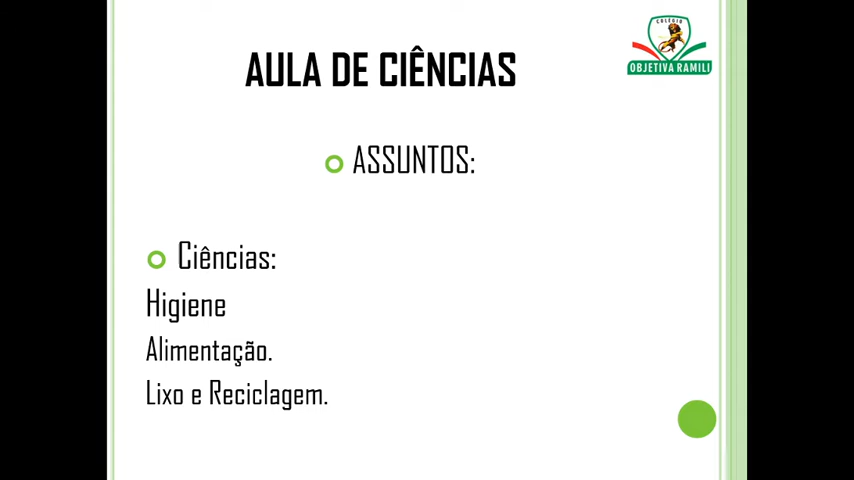 COLÉGIO
OBJETIVA RAMILI
AULA DE CIÊNCIAS
ASSUNTOS:
Ciências:
Higiene
Alimentação.
Lixo e Reciclagem.